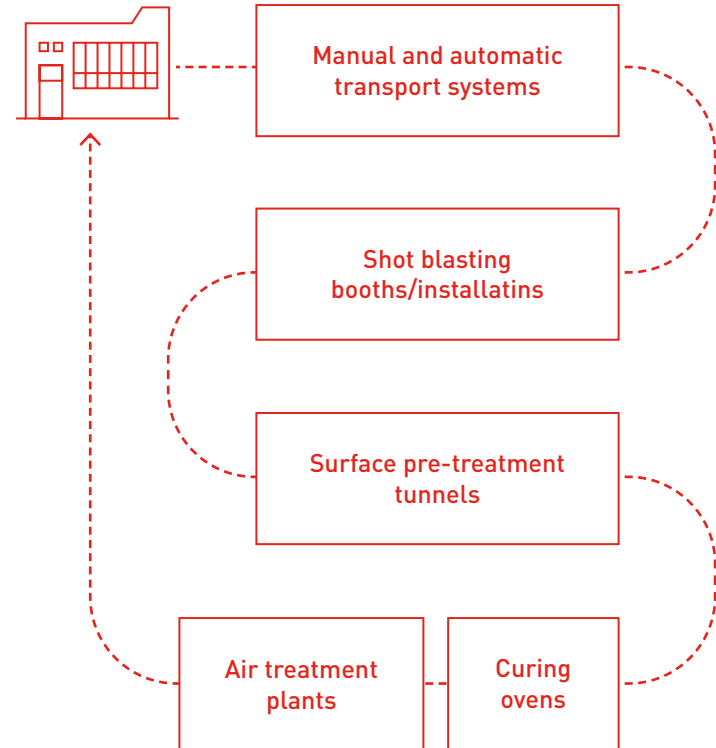 Manual and automatic
transport systems
Shot blasting
booths/installatins
Surface pre-treatment
tunnels
Air treatment
plants
Curing
ovens